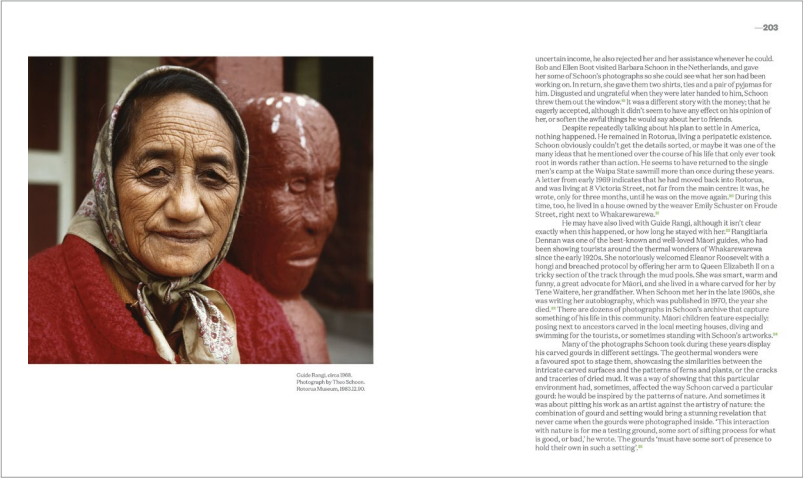 —203
uncertain income, he also rejected her and her assistance whenever he could.
Bob and Ellen Boot visited Barbara Schoon in the Netherlands, and gave
her some of Schoon's photographs so she could see what her son had been
working on. In return, she gave them two shirts, ties and a pair of pyjamas for
him. Disgusted and ungrateful when they were later handed to him, Schoon
threw them out the window. It was a different story with the money; that he
eagerly accepted, although it didn't seem to have any effect on his opinion of
her, or soften the awful things he would say about her to friends.
Despite repeatedly talking about his plan to settle in America,
nothing happened. He remained in Rotorua, living a peripatetic existence.
Schoon obviously couldn't get the details sorted, or maybe it was one of the
many ideas that he mentioned over the course of his life that only ever took
root in words rather than action. He seems to have returned to the single
men's camp at the Waipa State sawmill more than once during these years.
A letter from early 1969 indicates that he had moved back into Rotorua,
and was living at 8 Victoria Street, not far from the main centre: it was, he
wrote, only for three months, until he was on the move again. During this
time, too, he lived in a house owned by the weaver Emily Schuster on Froude
Street, right next to Whakarewarewa.
He may have also lived with Guide Rangi, although it isn't clear
exactly when this happened, or how long he stayed with her. Rangitiaria
Dennan was one of the best-known and well-loved Māori guides, who had
been showing tourists around the thermal wonders of Whakarewarewa
since the early 1920s. She notoriously welcomed Eleanor Roosevelt with a
hongi and breached protocol by offering her arm to Queen Elizabeth II on a
tricky section of the track through the mud pools. She was smart, warm and
funny, a great advocate for Māori, and she lived in a whare carved for her by
Tene Waitere, her grandfather. When Schoon met her in the late 1960s, she
was writing her autobiography, which was published in 1970, the year she
died. There are dozens of photographs in Schoon's archive that capture
something of his life in this community. Māori children feature especially:
posing next to ancestors carved in the local meeting houses, diving and
swimming for the tourists, or sometimes standing with Schoon's artworks.
Many of the photographs Schoon took during these years display
his carved gourds in different settings. The geothermal wonders were
a favoured spot to stage them, showcasing the similarities between the
intricate carved surfaces and the patterns of ferns and plants, or the cracks
and traceries of dried mud. It was a way of showing that this particular
environment had, sometimes, affected the way Schoon carved a particular
gourd: he would be inspired by the patterns of nature. And sometimes it
was about pitting his work as an artist against the artistry of nature: the
combination of gourd and setting would bring a stunning revelation that
never came when the gourds were photographed inside. 'This interaction
with nature is for me a testing ground, some sort of sifting process for what
is good, or bad,' he wrote. The gourds 'must have some sort of presence to
hold their own in such a setting'.
Guide Rangi, circa 1968.
Photograph by Theo Schoon.
Rotorua Museum,